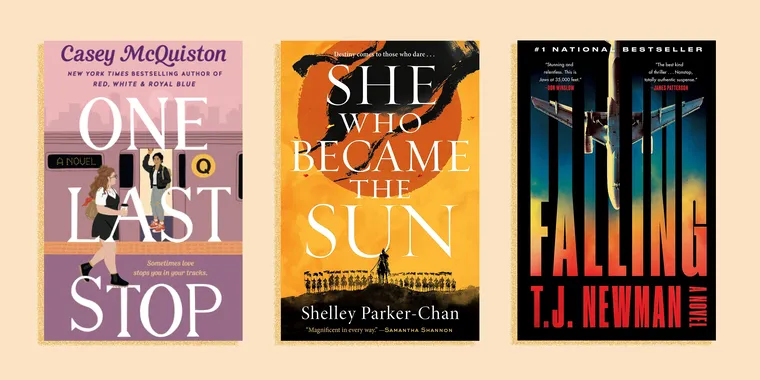 Casey McQuiston
NEW YORK TIMES BESTSELLING AUTHOR OF
RED, WHITE & ROYAL BLUE
ONE
A NOVEL
Q
LAST
Sometimes love
stops you in your tracks.
STOP
Destiny comes to those who dare . . .
SHE
WHO
BECAME
THE
SUN
Shelley Parker-Chan
"Magnificent in every way." —SAMANTHA SHANNON
#1 NATIONAL BESTSELLER
"Stunning and
relentless. This is
Jaws at 35,000 feet."
—DON WINSLOW
"The best kind
of thriller . . . Nonstop,
totally authentic suspense."
—JAMES PATTERSON
FALLING
T.J. NEWMAN
A NOVEL